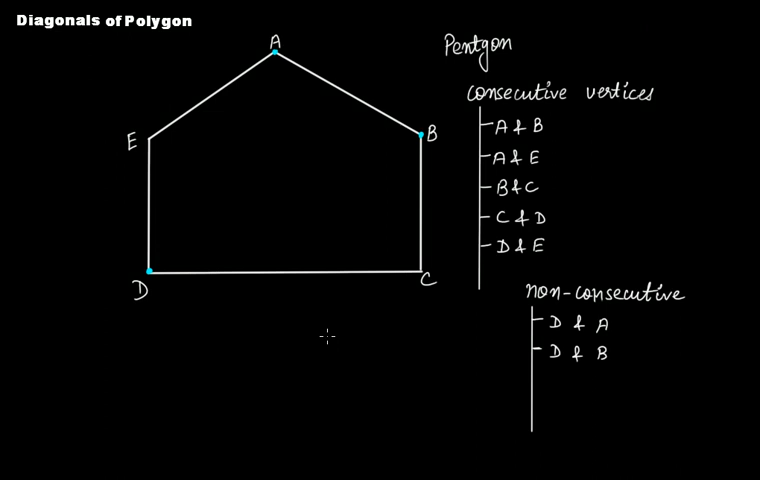 Diagonals of Polygon
A
B
E
D
C
Pentgon
consecutive vertices
A & B
A & E
B & C
C & D
D & E
non-consecutive
D & A
D & B